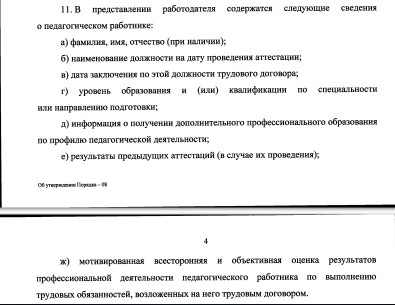 11. В представлении работодателя содержатся следующие сведения
о педагогическом работнике:
а) фамилия, имя, отчество (при наличии);
б) наименование должности на дату проведения аттестации;
в) дата заключения по этой должности трудового договора;
г) уровень образования и (или) квалификации по специальности
или направлению подготовки;
д) информация о получении дополнительного профессионального образования
по профилю педагогической деятельности;
е) результаты предыдущих аттестаций (в случае их проведения);
Об утверждении Порядка – 08
4
ж) мотивированная всесторонняя и объективная оценка результатов
профессиональной деятельности педагогического работника по выполнению
трудовых обязанностей, возложенных на него трудовым договором.